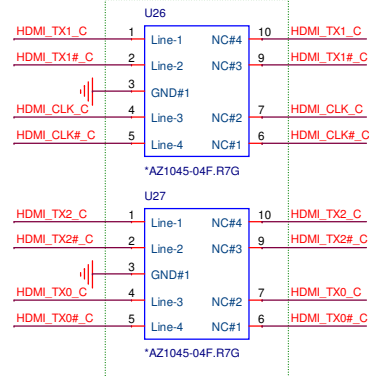 U26
HDMI_TX1_C 1 Line-1 NC#4 10 HDMI_TX1_C
HDMI_TX1#_C 2 Line-2 NC#3 9 HDMI_TX1#_C
3 GND#1
HDMI_CLK_C 4 Line-3 NC#2 7 HDMI_CLK_C
HDMI_CLK#_C 5 Line-4 NC#1 6 HDMI_CLK#_C
*AZ1045-04F.R7G
U27
HDMI_TX2_C 1 Line-1 NC#4 10 HDMI_TX2_C
HDMI_TX2#_C 2 Line-2 NC#3 9 HDMI_TX2#_C
3 GND#1
HDMI_TX0_C 4 Line-3 NC#2 7 HDMI_TX0_C
HDMI_TX0#_C 5 Line-4 NC#1 6 HDMI_TX0#_C
*AZ1045-04F.R7G